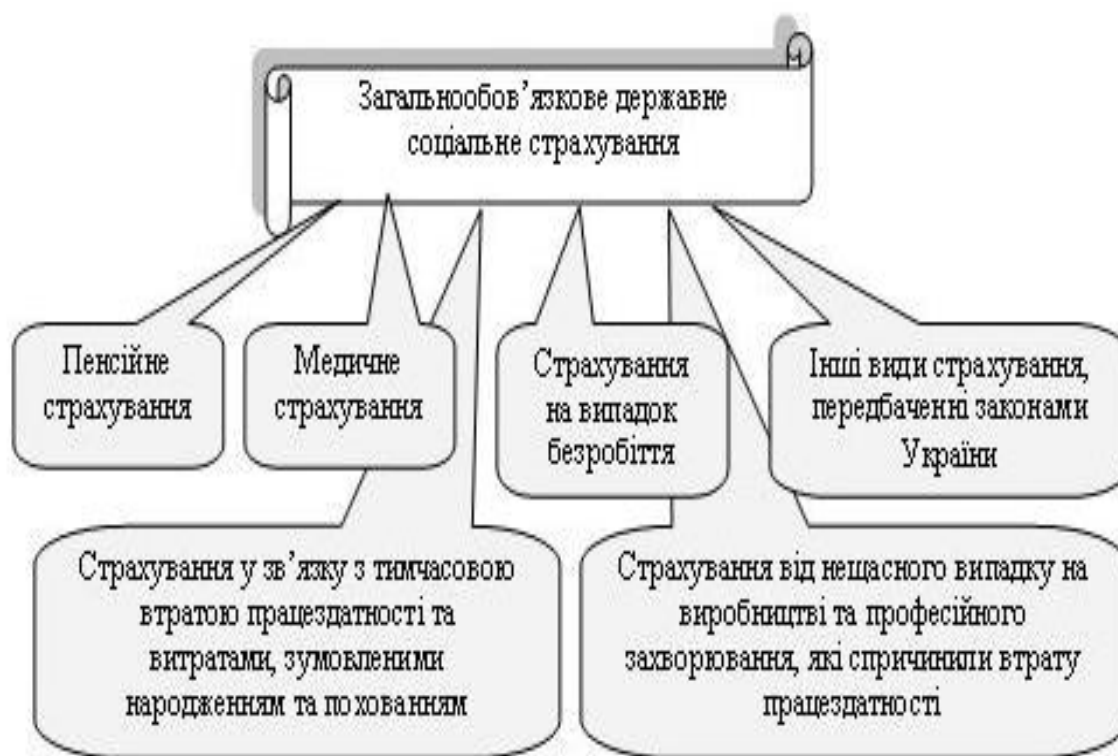 Загальнообов’язкове державне
соціальне страхування
Пенсійне
страхування
Медичне
страхування
Страхування
на випадок
безробіття
Інші види страхування,
передбаченні законами
України
Страхування у зв’язку з тимчасовою
втратою працездатності та
витратами, зумовленими
народженням та похованням
Страхування від нещасного випадку на
виробництві та професійного
захворювання, які спричинили втрату
працездатності